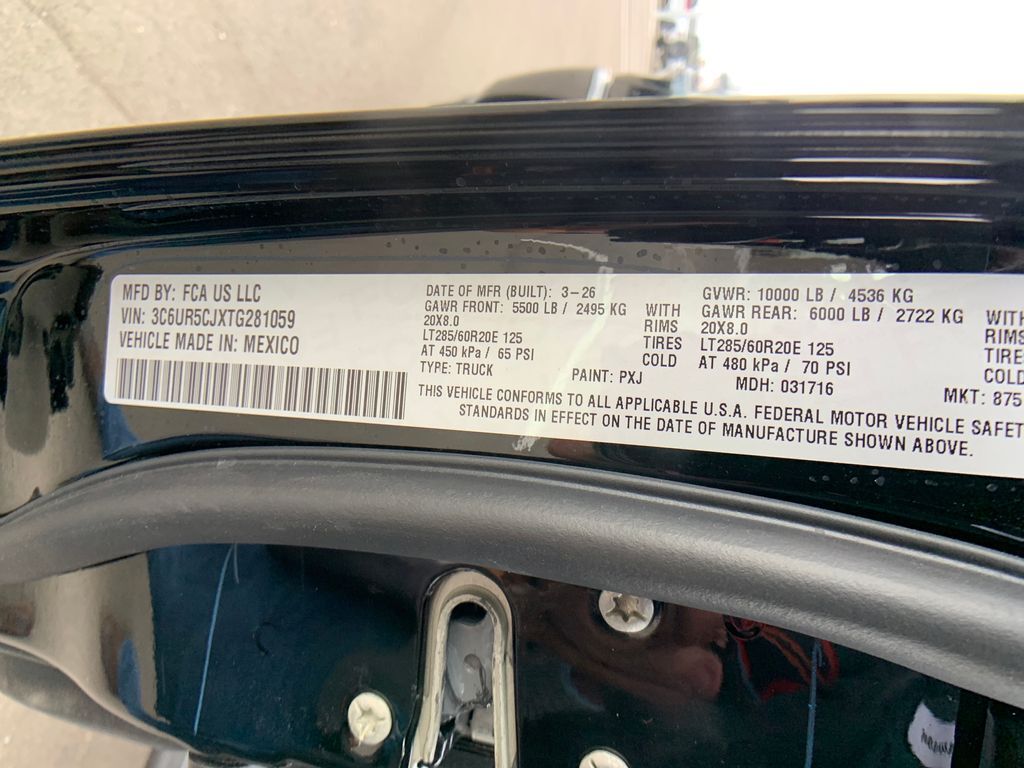 MFD BY: FCA US LLC
VIN: 3C6UR5CJXTG281059
VEHICLE MADE IN: MEXICO
DATE OF MFR (BUILT): 3-26
GAWR FRONT: 5500 LB / 2495 KG
20X8.0
LT285/60R20E 125
AT 450 kPa / 65 PSI
TYPE: TRUCK
WITH
RIMS
TIRES
COLD
PAINT: PXJ
GVWR: 10000 LB / 4536 KG
GAWR REAR: 6000 LB / 2722 KG
20X8.0
LT285/60R20E 125
AT 480 kPa / 70 PSI
MDH: 031716
WITH
RIMS
TIRE
COLD
MKT: 875
THIS VEHICLE CONFORMS TO ALL APPLICABLE U.S.A. FEDERAL MOTOR VEHICLE SAFET
STANDARDS IN EFFECT ON THE DATE OF MANUFACTURE SHOWN ABOVE.